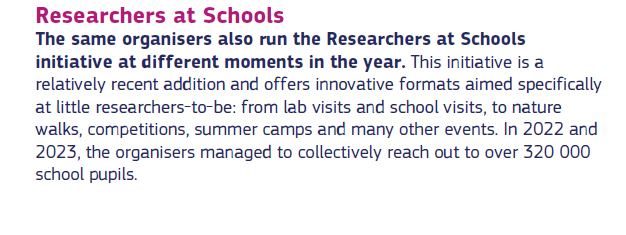 Researchers at Schools
The same organisers also run the Researchers at Schools
initiative at different moments in the year. This initiative is a
relatively recent addition and offers innovative formats aimed specifically
at little researchers-to-be: from lab visits and school visits, to nature
walks, competitions, summer camps and many other events. In 2022 and
2023, the organisers managed to collectively reach out to over 320 000
school pupils.